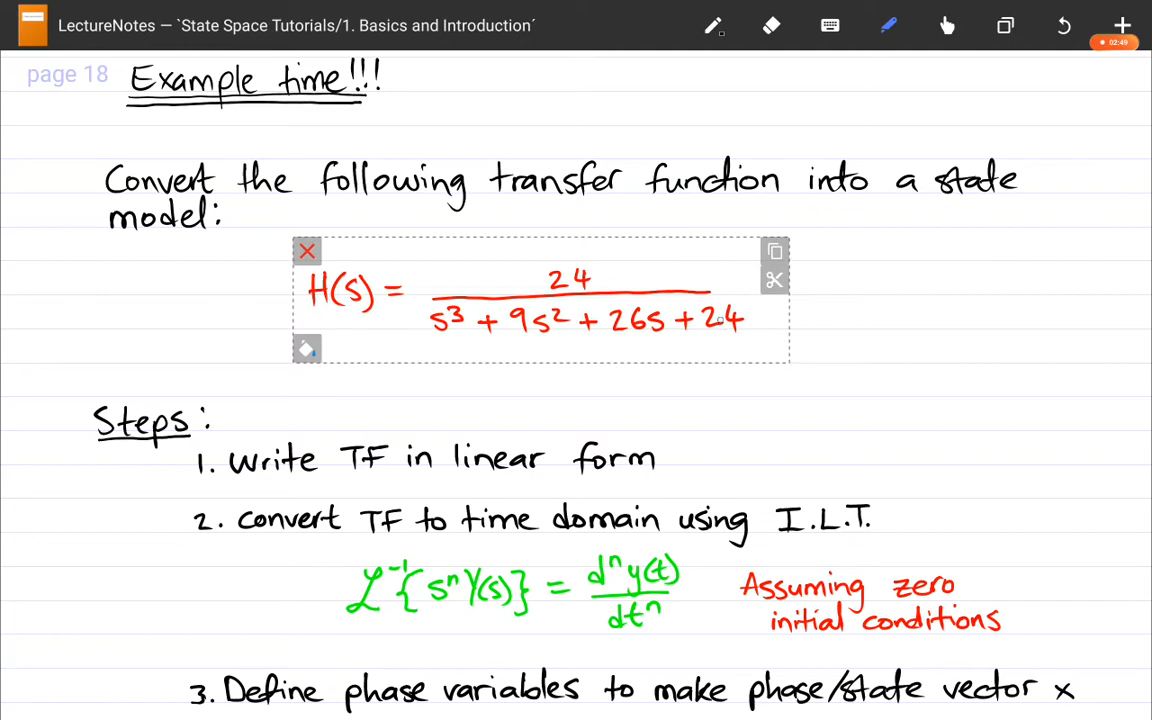 LectureNotes — `State Space Tutorials/1. Basics and Introduction´
02:49
page 18
Example time!!!
Convert the following transfer function into a state
model:
H(s) = 24 / s³ + 9s² + 26s + 24
Steps:
1. Write TF in linear form
2. Convert TF to time domain using I.L.T.
ℒ⁻¹{sⁿY(s)} = dⁿy(t) / dtⁿ
Assuming zero
initial conditions
3. Define phase variables to make phase/state vector x